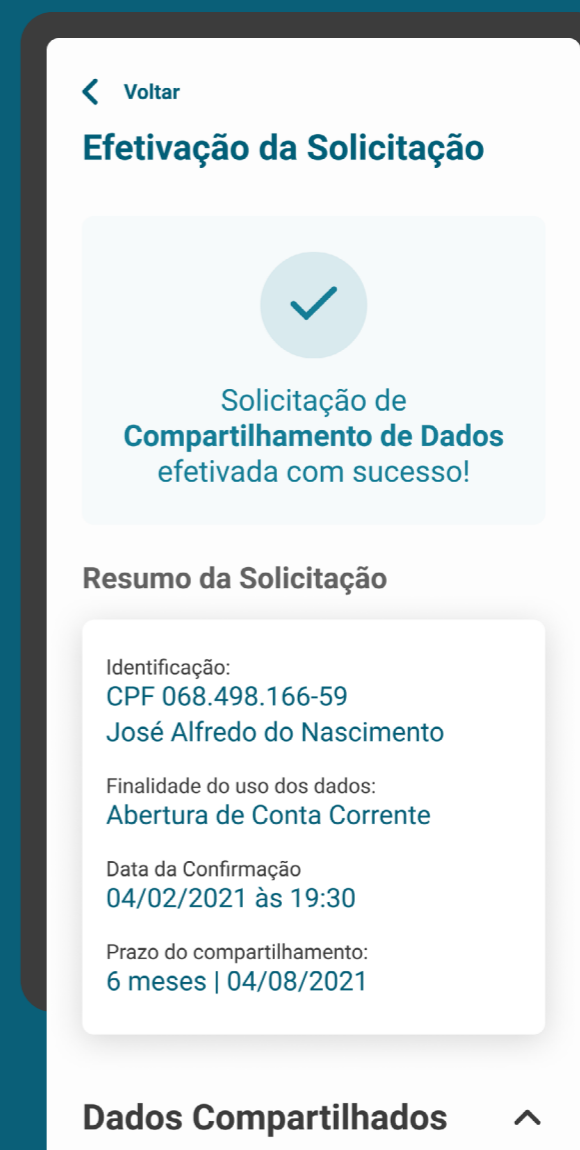 Voltar
Efetivação da Solicitação
Solicitação de
Compartilhamento de Dados
efetivada com sucesso!
Resumo da Solicitação
Identificação:
CPF 068.498.166-59
José Alfredo do Nascimento
Finalidade do uso dos dados:
Abertura de Conta Corrente
Data da Confirmação
04/02/2021 às 19:30
Prazo do compartilhamento:
6 meses | 04/08/2021
Dados Compartilhados